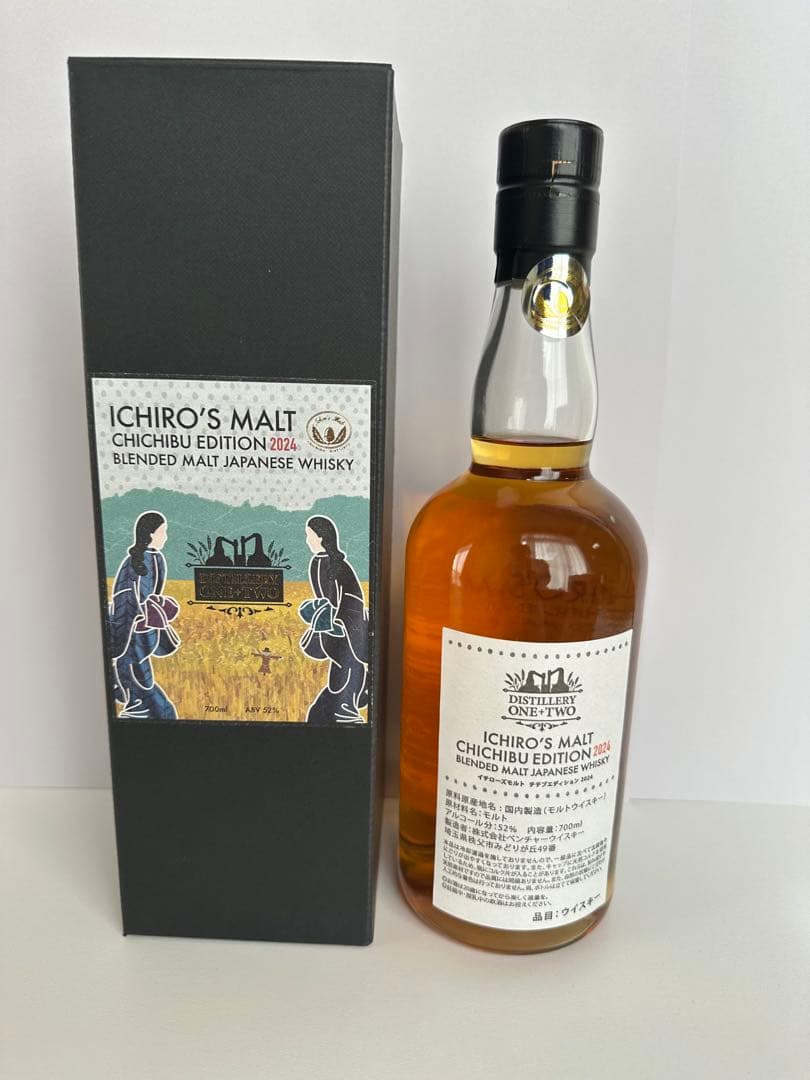 ICHIRO'S MALT
CHICHIBU EDITION 2024
BLENDED MALT JAPANESE WHISKY
DISTILLERY
ONE+TWO
700ml ABV 52%
DISTILLERY
ONE+TWO
ICHIRO'S MALT
CHICHIBU EDITION 2024
BLENDED MALT JAPANESE WHISKY
イチローズモルト チチブエディション 2024
原料原産地名:国内製造(モルトウイスキー)
原材料名:モルト
アルコール分:52% 内容量:700ml
製造者:株式会社ベンチャーウイスキー
埼玉県秩父市みどりが丘49番
品目:ウイスキー